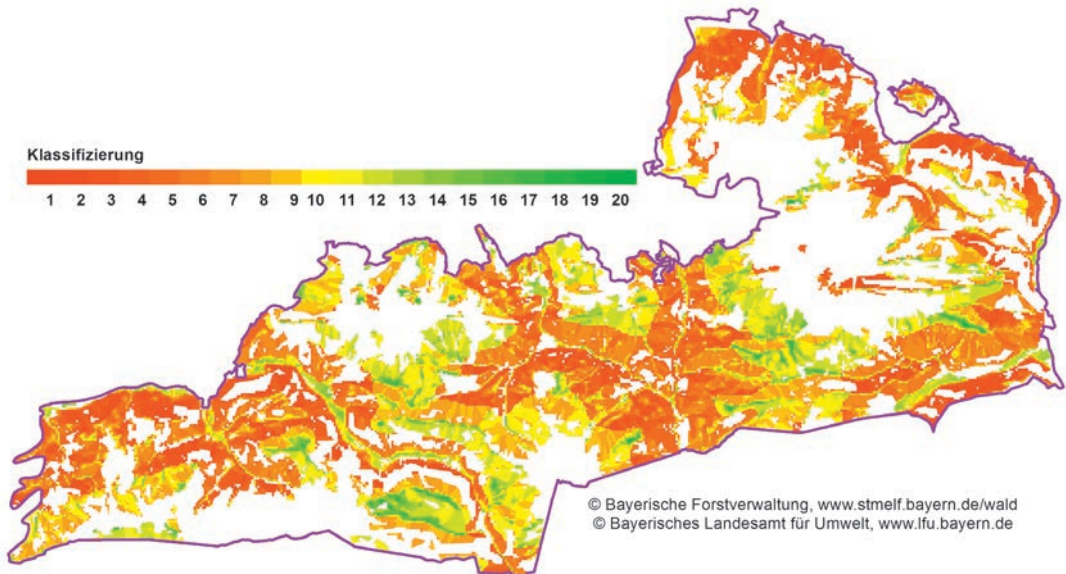 Klassifizierung
1 2 3 4 5 6 7 8 9 10 11 12 13 14 15 16 17 18 19 20
© Bayerische Forstverwaltung, www.stmelf.bayern.de/wald
© Bayerisches Landesamt für Umwelt, www.lfu.bayern.de